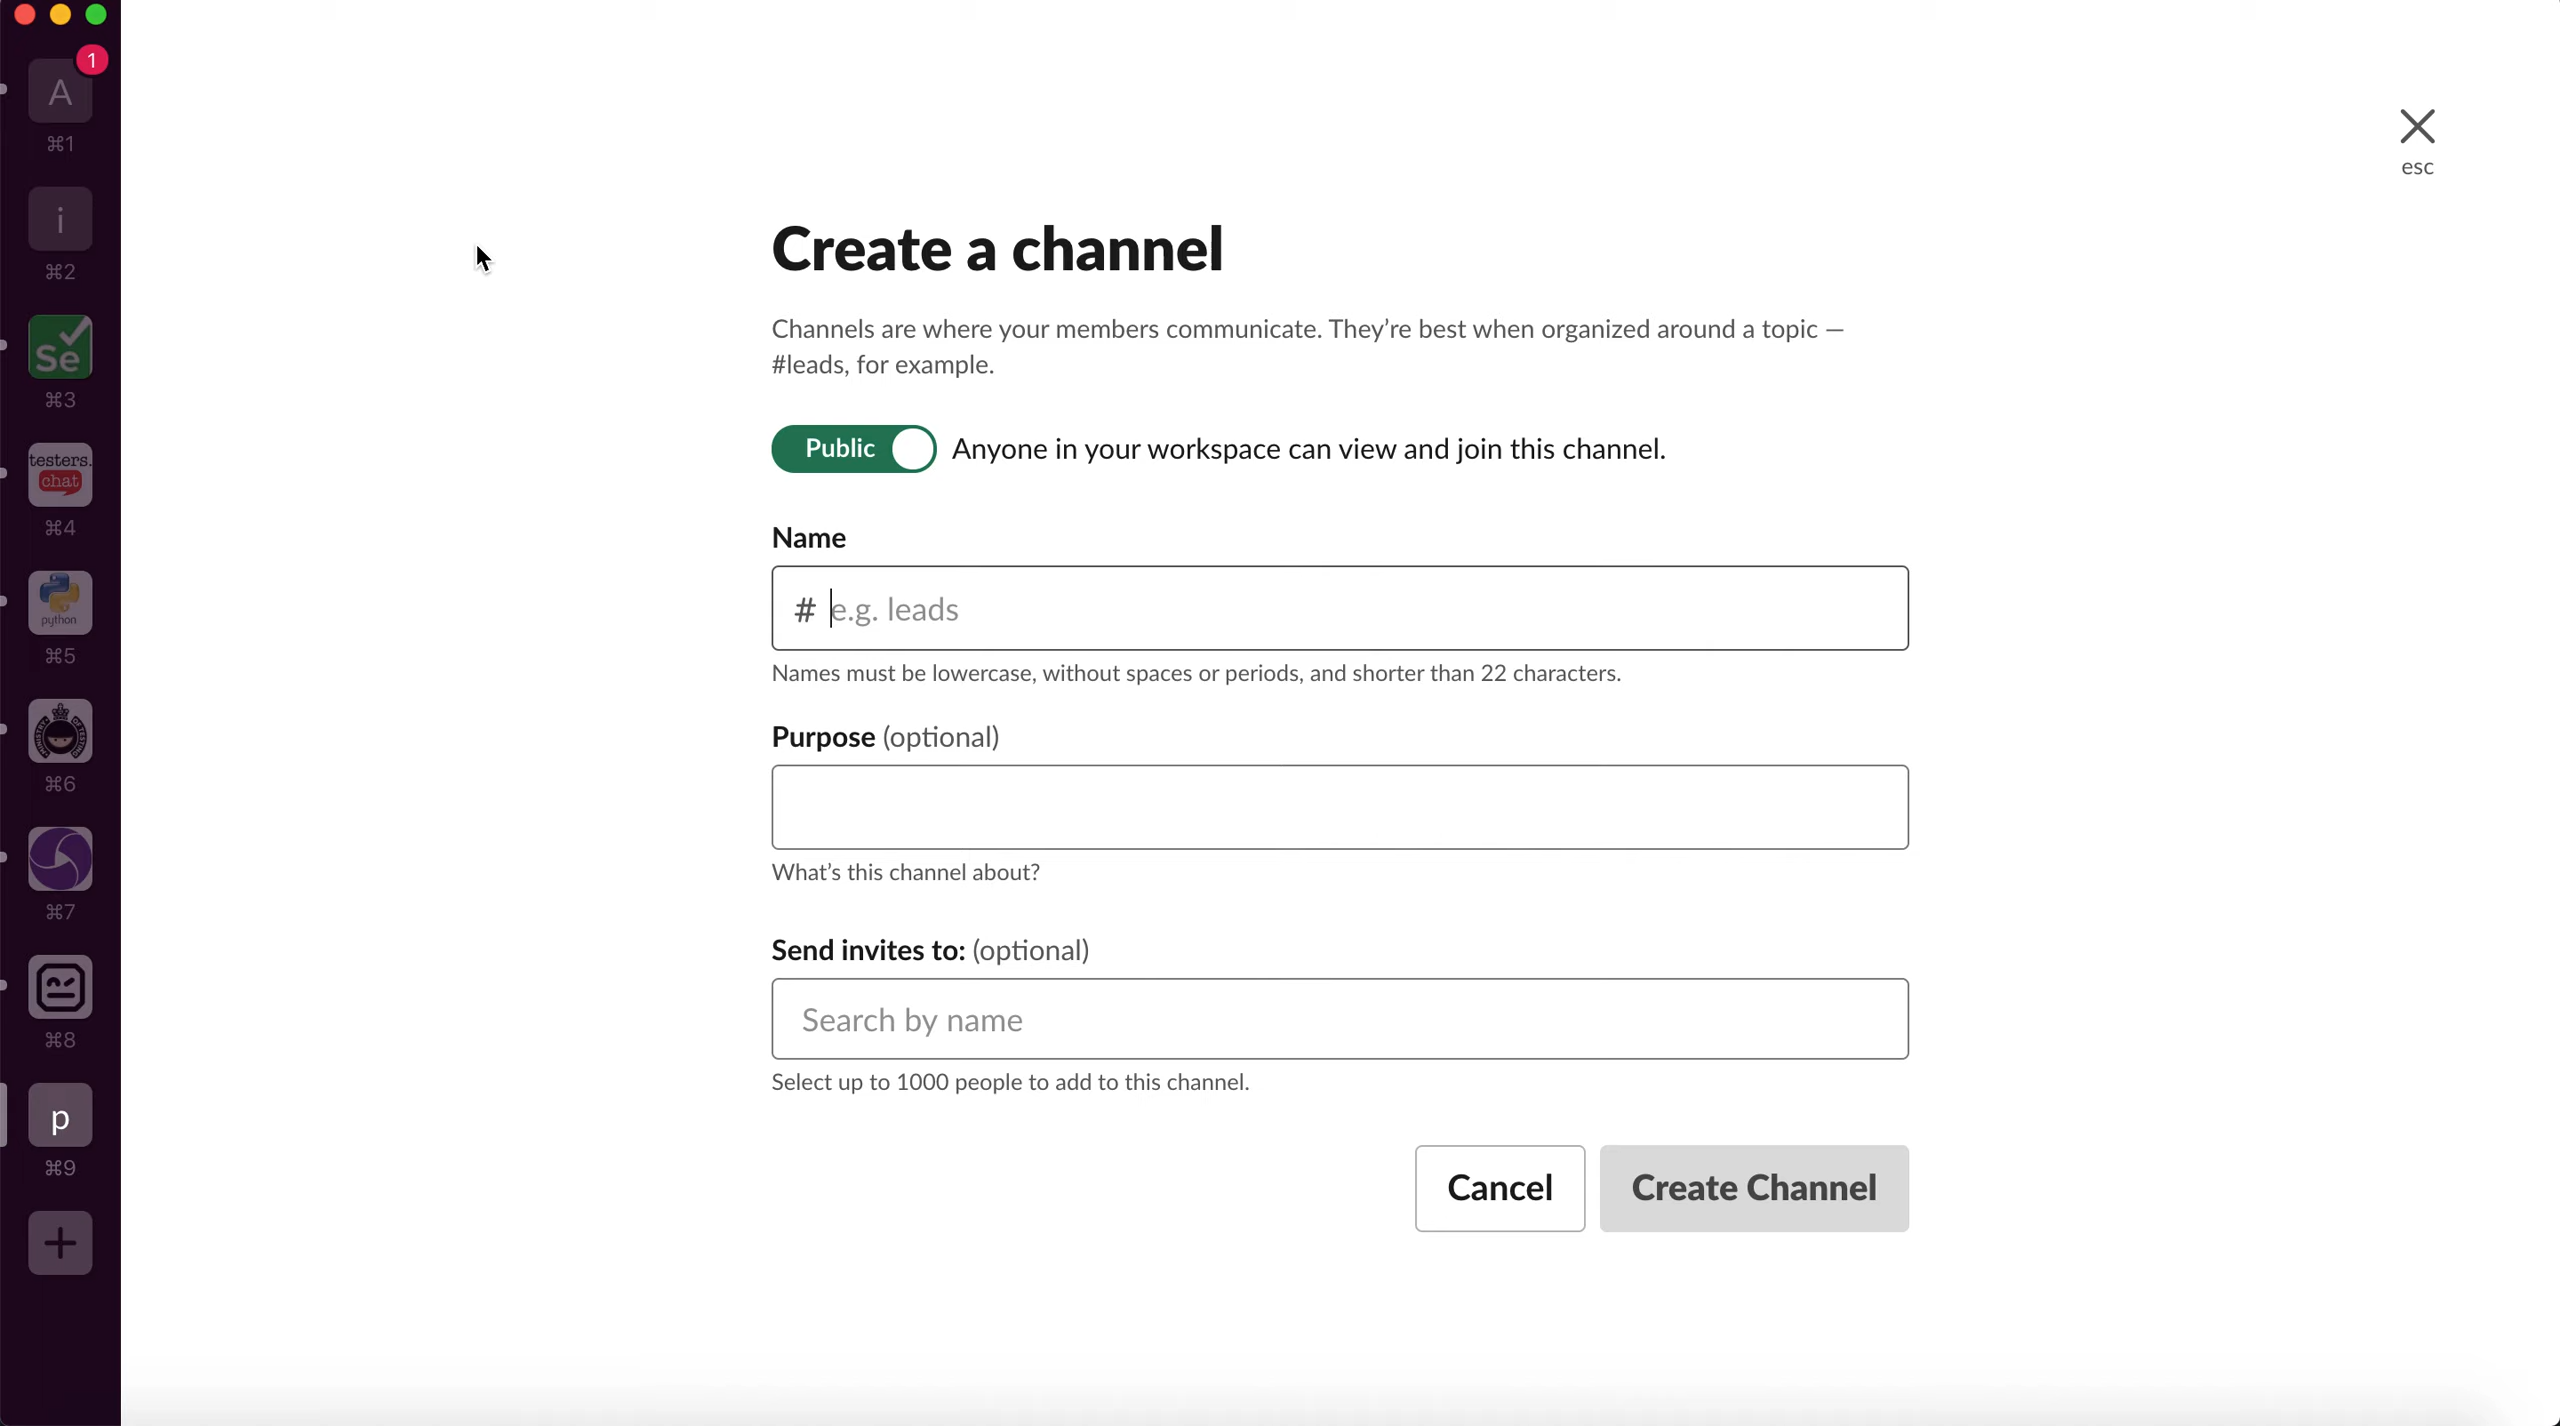 1
A
⌘1
i
⌘2
Se
⌘3
testers.
chat
⌘4
python
⌘5
MINISTRY OF TESTING
⌘6
⌘7
⌘8
p
⌘9
esc
Create a channel
Channels are where your members communicate. They’re best when organized around a topic —
#leads, for example.
Public Anyone in your workspace can view and join this channel.
Name
# e.g. leads
Names must be lowercase, without spaces or periods, and shorter than 22 characters.
Purpose (optional)
What’s this channel about?
Send invites to: (optional)
Search by name
Select up to 1000 people to add to this channel.
Cancel Create Channel